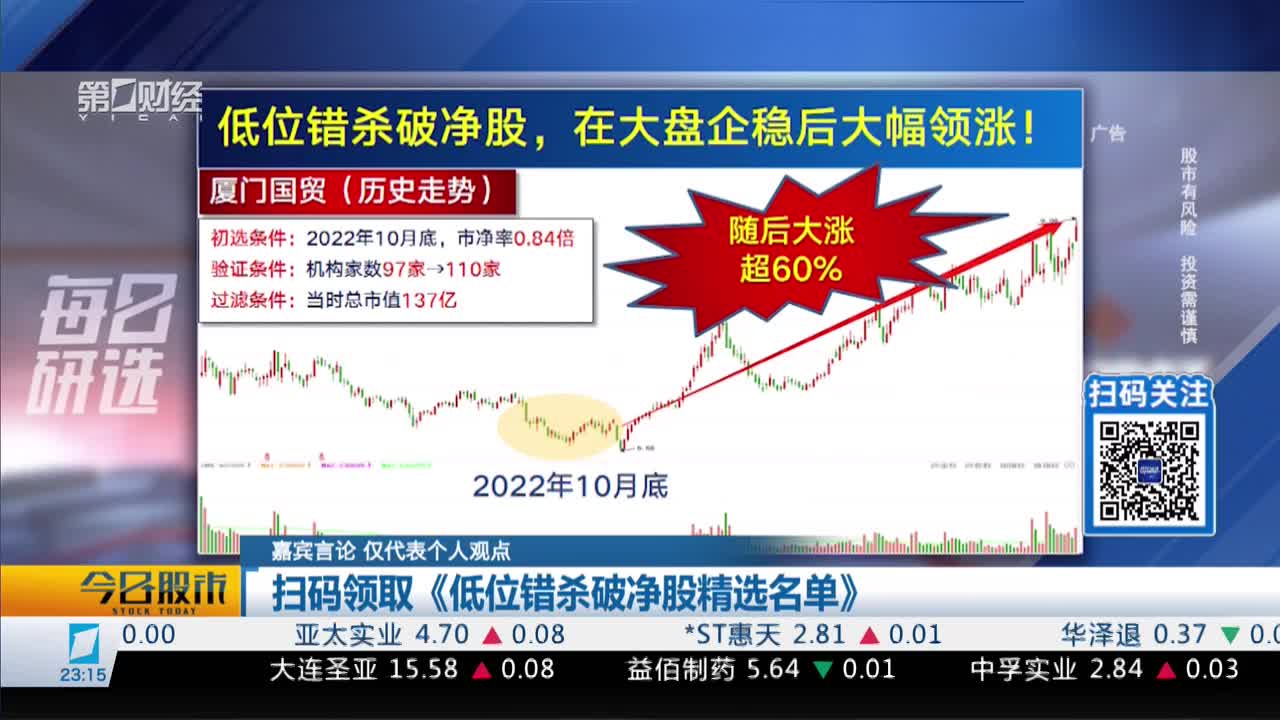 第一财经
YICAI
低位错杀破净股，在大盘企稳后大幅领涨！
广告
股市有风险 投资需谨慎
厦门国贸（历史走势）
初选条件：2022年10月底，市净率0.84倍
验证条件：机构家数97家→110家
过滤条件：当时总市值137亿
随后大涨
超60%
每日
研选
扫码关注
2022年10月底
嘉宾言论 仅代表个人观点
今日股市
STOCK TODAY
扫码领取《低位错杀破净股精选名单》
0.00 亚太实业 4.70 ▲ 0.08 *ST惠天 2.81 ▲ 0.01 华泽退 0.37 ▼
23:15
大连圣亚 15.58 ▲ 0.08 益佰制药 5.64 ▼ 0.01 中孚实业 2.84 ▲ 0.03